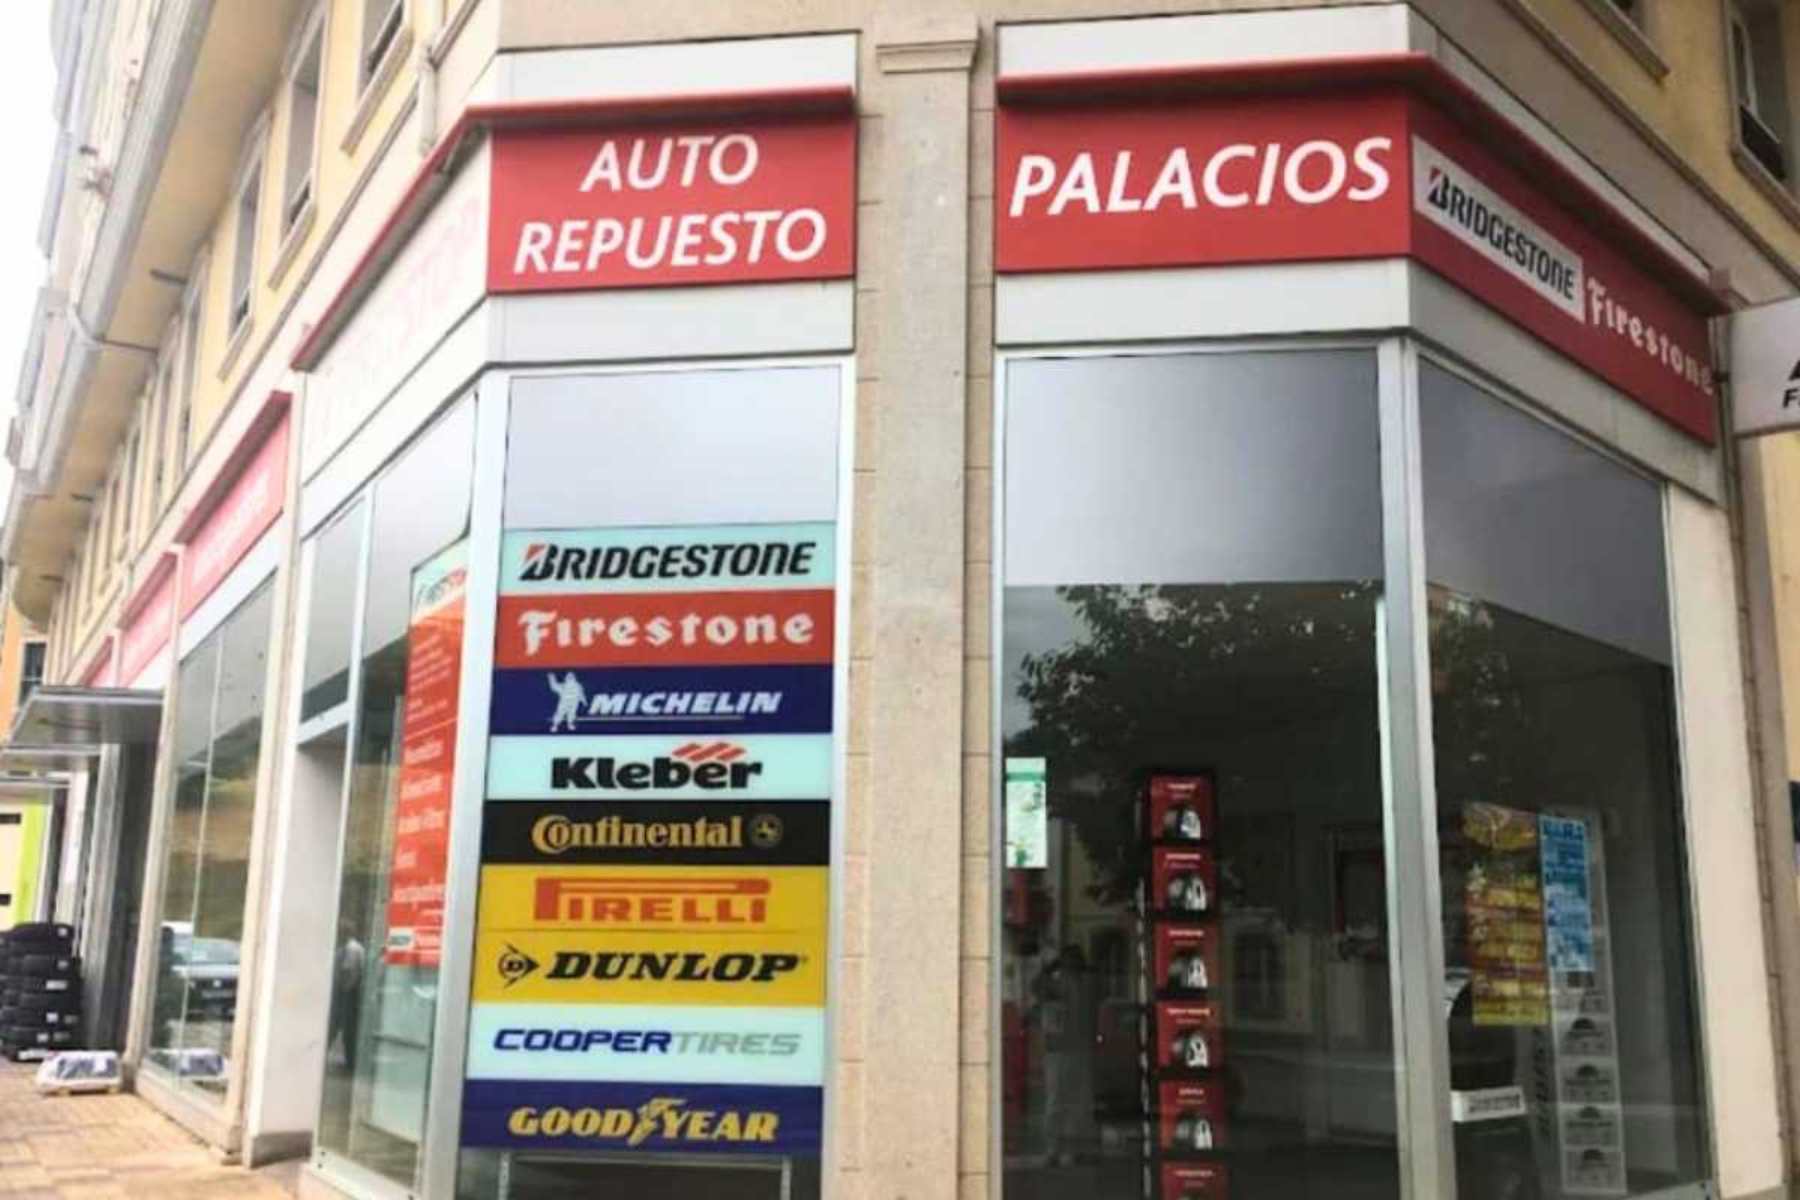 AUTO
REPUESTO
PALACIOS
BRIDGESTONE
Firestone
BRIDGESTONE
Firestone
MICHELIN
Kleber
Continental
PIRELLI
DUNLOP
COOPERTIRES
GOODYEAR